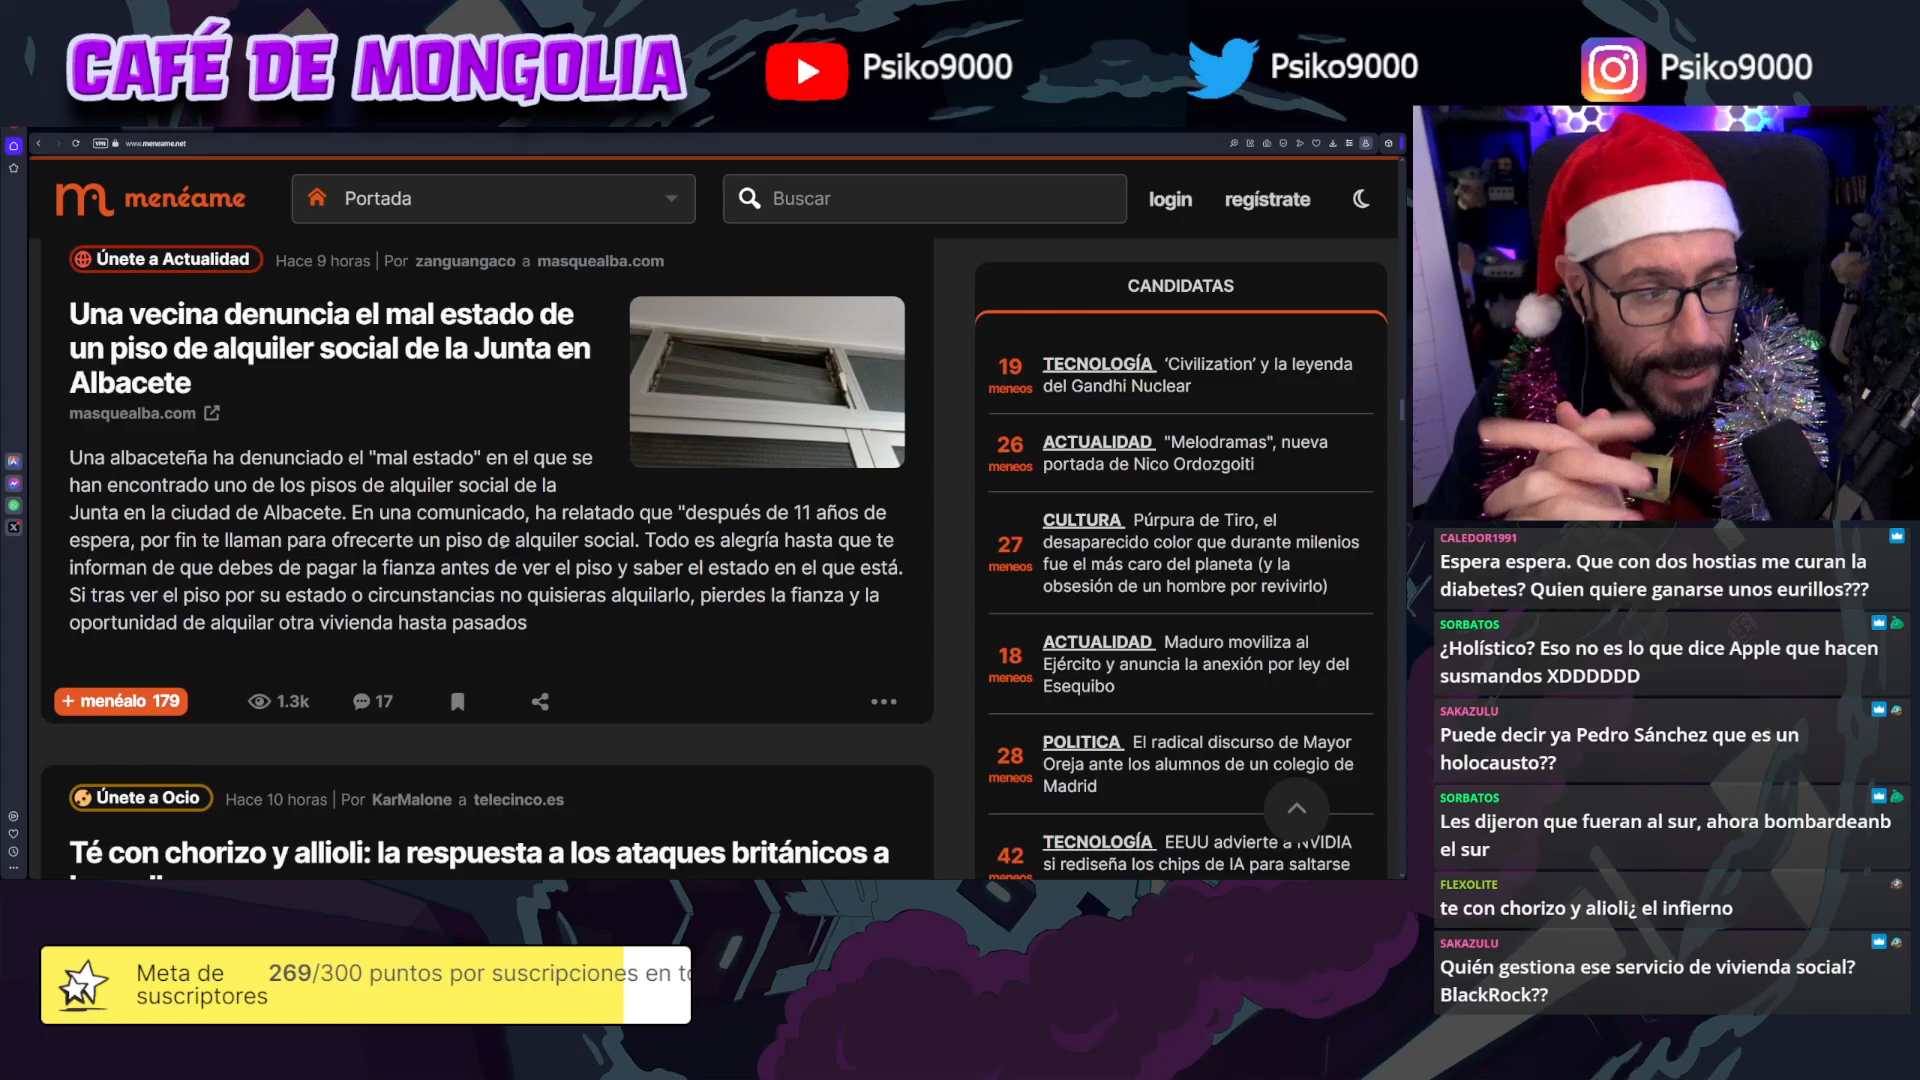 CAFÉ DE MONGOLIA
Psiko9000
Psiko9000
Psiko9000
VPN
www.meneame.net
menéame
Portada
Buscar
login
regístrate
Únete a Actualidad
Hace 9 horas | Por zanguangaco a masquealba.com
Una vecina denuncia el mal estado de
un piso de alquiler social de la Junta en
Albacete
masquealba.com
Una albaceteña ha denunciado el "mal estado" en el que se
han encontrado uno de los pisos de alquiler social de la
Junta en la ciudad de Albacete. En una comunicado, ha relatado que "después de 11 años de
espera, por fin te llaman para ofrecerte un piso de alquiler social. Todo es alegría hasta que te
informan de que debes de pagar la fianza antes de ver el piso y saber el estado en el que está.
Si tras ver el piso por su estado o circunstancias no quisieras alquilarlo, pierdes la fianza y la
oportunidad de alquilar otra vivienda hasta pasados
+ menéalo 179
1.3k
17
Únete a Ocio
Hace 10 horas | Por KarMalone a telecinco.es
Té con chorizo y allioli: la respuesta a los ataques británicos a
CANDIDATAS
19
meneos
TECNOLOGÍA 'Civilization' y la leyenda
del Gandhi Nuclear
26
meneos
ACTUALIDAD "Melodramas", nueva
portada de Nico Ordozgoiti
27
meneos
CULTURA Púrpura de Tiro, el
desaparecido color que durante milenios
fue el más caro del planeta (y la
obsesión de un hombre por revivirlo)
18
meneos
ACTUALIDAD Maduro moviliza al
Ejército y anuncia la anexión por ley del
Esequibo
28
meneos
POLITICA El radical discurso de Mayor
Oreja ante los alumnos de un colegio de
Madrid
42
meneos
TECNOLOGÍA EEUU advierte a NVIDIA
si rediseña los chips de IA para saltarse
CALEDOR1991
Espera espera. Que con dos hostias me curan la
diabetes? Quien quiere ganarse unos eurillos???
SORBATOS
¿Holístico? Eso no es lo que dice Apple que hacen
susmandos XDDDDDD
SAKAZULU
Puede decir ya Pedro Sánchez que es un
holocausto??
SORBATOS
Les dijeron que fueran al sur, ahora bombardeanb
el sur
FLEXOLITE
te con chorizo y alioli¿ el infierno
SAKAZULU
Quién gestiona ese servicio de vivienda social?
BlackRock??
Meta de
suscriptores
269/300 puntos por suscripciones en to